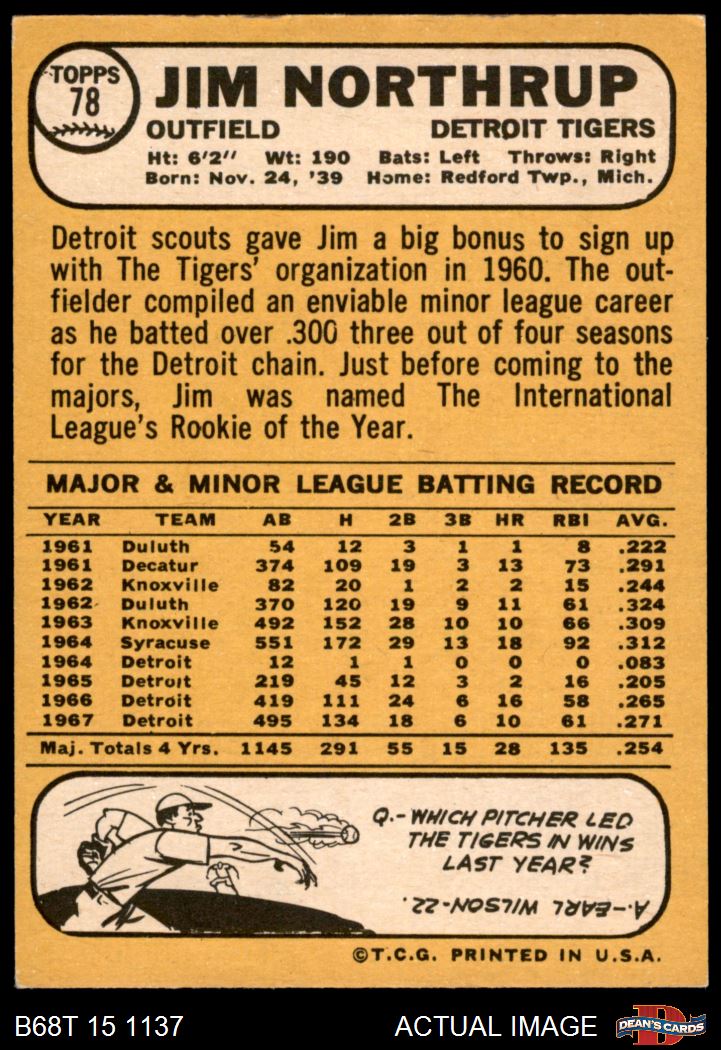 TOPPS
78
JIM NORTHRUP
OUTFIELD DETROIT TIGERS
Ht: 6'2" Wt: 190 Bats: Left Throws: Right
Born: Nov. 24, '39 Home: Redford Twp., Mich.
Detroit scouts gave Jim a big bonus to sign up
with The Tigers' organization in 1960. The out-
fielder compiled an enviable minor league career
as he batted over .300 three out of four seasons
for the Detroit chain. Just before coming to the
majors, Jim was named The International
League's Rookie of the Year.
MAJOR & MINOR LEAGUE BATTING RECORD
YEAR TEAM AB H 2B 3B HR RBI AVG.
1961 Duluth 54 12 3 1 1 8 .222
1961 Decatur 374 109 19 3 13 73 .291
1962 Knoxville 82 20 1 2 2 15 .244
1962 Duluth 370 120 19 9 11 61 .324
1963 Knoxville 492 152 28 10 10 66 .309
1964 Syracuse 551 172 29 13 18 92 .312
1964 Detroit 12 1 1 0 0 0 .083
1965 Detroit 219 45 12 3 2 16 .205
1966 Detroit 419 111 24 6 16 58 .265
1967 Detroit 495 134 18 6 10 61 .271
Maj. Totals 4 Yrs. 1145 291 55 15 28 135 .254
Q.-WHICH PITCHER LED
THE TIGERS IN WINS
LAST YEAR?
A.-EARL WILSON-22.
©T.C.G. PRINTED IN U.S.A.
B68T 15 1137 ACTUAL IMAGE DEAN'S CARDS